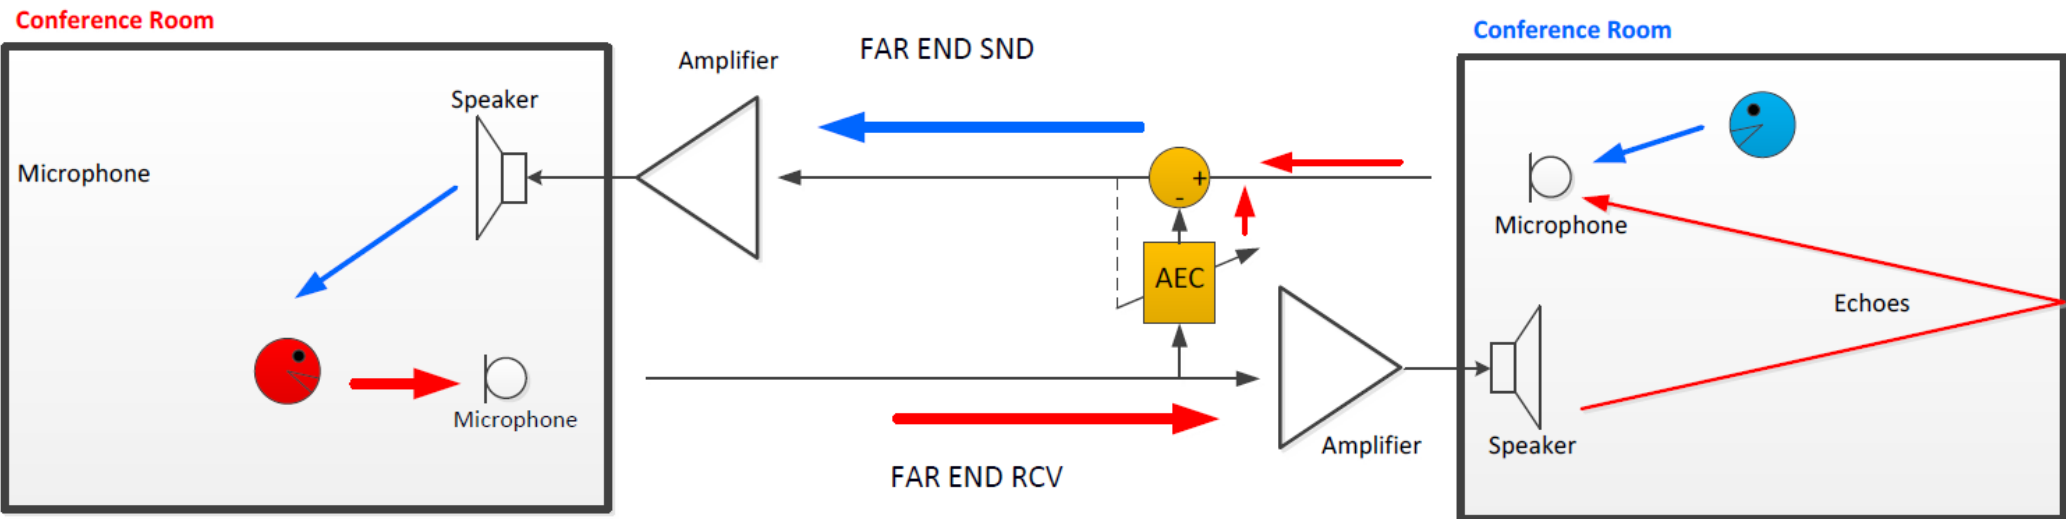 Conference Room
Conference Room
FAR END SND
Amplifier
Speaker
Microphone
+
-
Microphone
AEC
Echoes
Microphone
Amplifier
Speaker
FAR END RCV